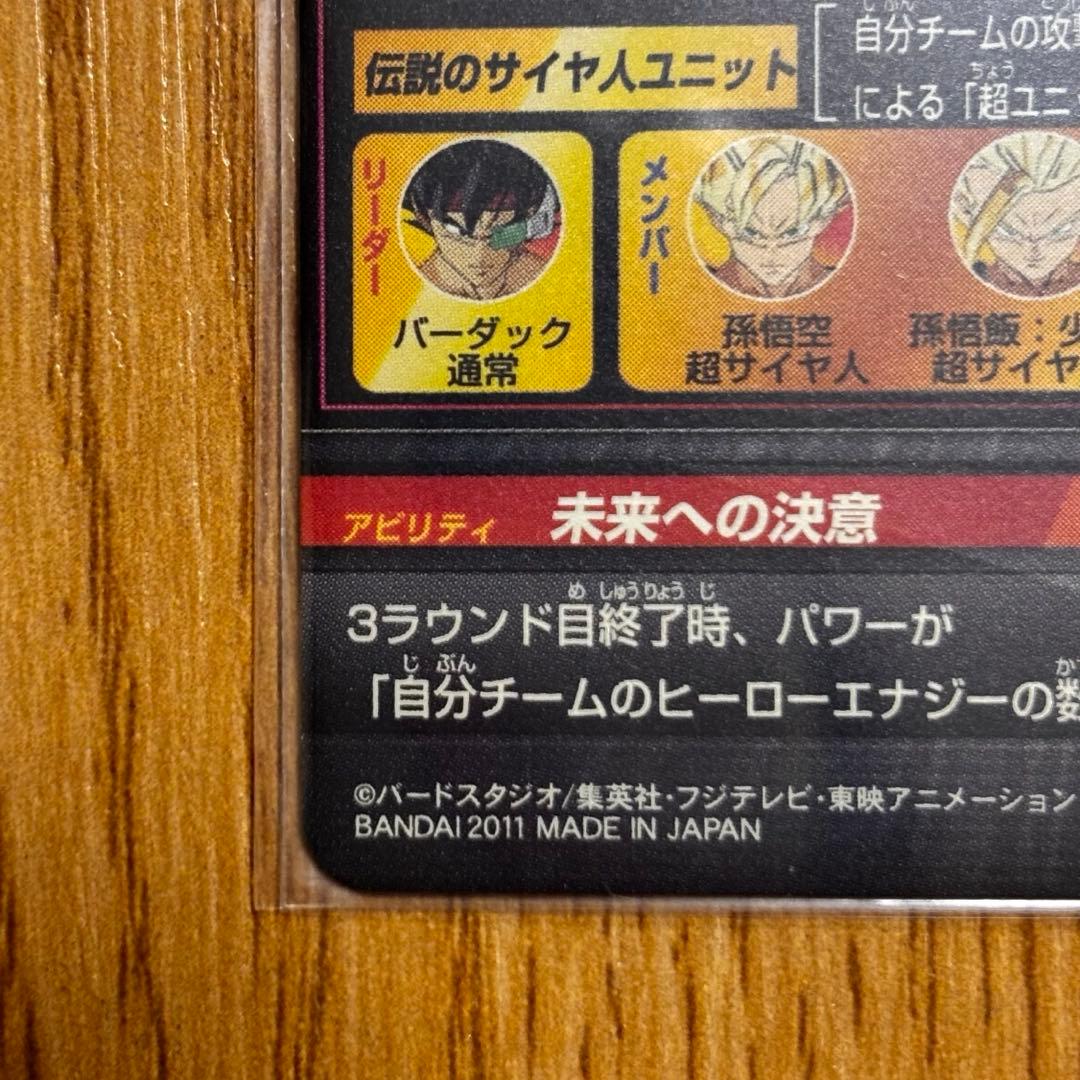 伝説のサイヤ人ユニット
自分チームの攻撃
による「超ユニ
リーダー
バーダック
通常
メンバー
孫悟空
超サイヤ人
孫悟飯：少
超サイヤ
アビリティ 未来への決意
3ラウンド目終了時、パワーが
「自分チームのヒーローエナジーの数
©バードスタジオ/集英社・フジテレビ・東映アニメーション
BANDAI 2011 MADE IN JAPAN